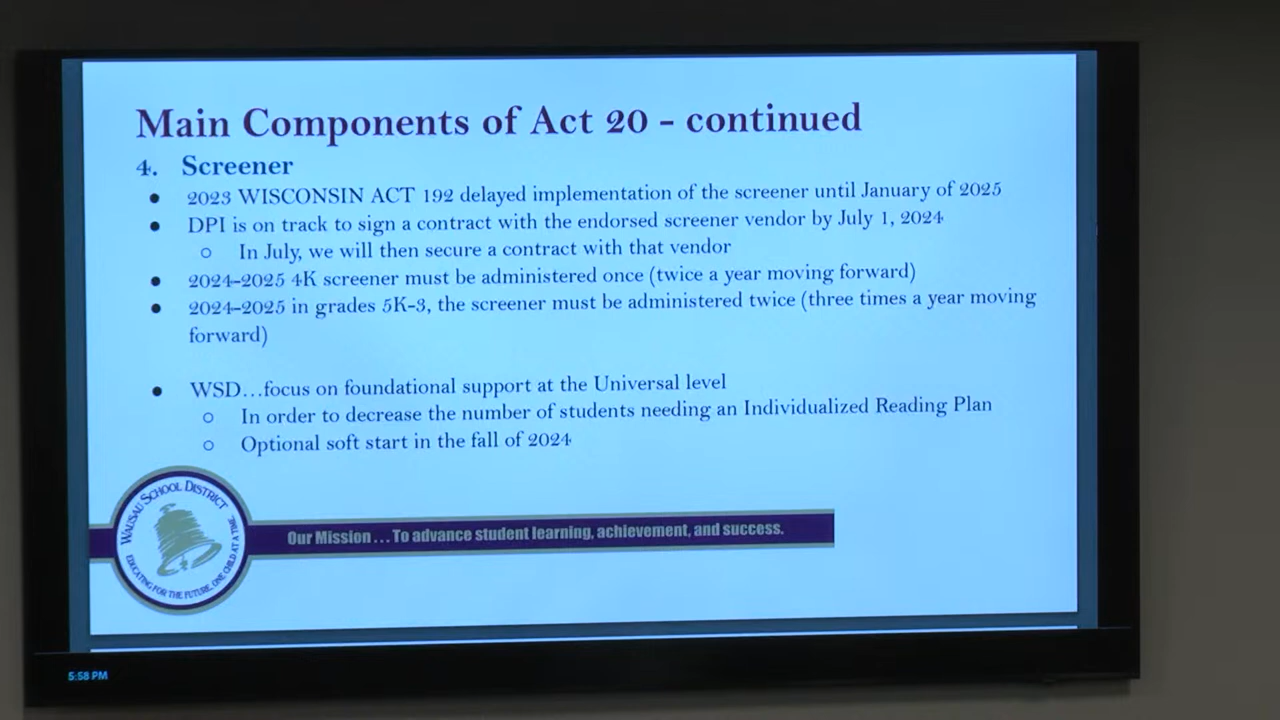 Main Components of Act 20 - continued
4. Screener
● 2023 WISCONSIN ACT 192 delayed implementation of the screener until January of 2025
● DPI is on track to sign a contract with the endorsed screener vendor by July 1, 2024
○ In July, we will then secure a contract with that vendor
● 2024–2025 4K screener must be administered once (twice a year moving forward)
● 2024–2025 in grades 5K-3, the screener must be administered twice (three times a year moving
forward)
● WSD…focus on foundational support at the Universal level
○ In order to decrease the number of students needing an Individualized Reading Plan
○ Optional soft start in the fall of 2024
WAUSAU SCHOOL DISTRICT
EDUCATING FOR THE FUTURE, ONE CHILD AT A TIME
Our Mission . . . To advance student learning, achievement, and success.
5:58 PM